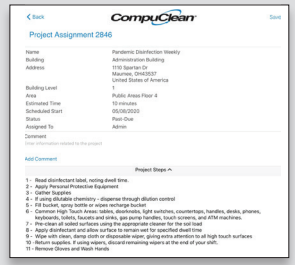 Back
CompuClean
Save
Project Assignment 2846
Name Pandemic Disinfection Weekly
Building Administration Building
Address 1110 Spartan Dr
Maumee, OH43537
United States of America
Building Level 1
Area Public Areas Floor 4
Estimated Time 10 minutes
Scheduled Start 05/08/2020
Status Past-Due
Assigned To Admin
Comment
Enter information related to the project
Add Comment
Project Steps
1 - Read disinfectant label, noting dwell time.
2 - Apply Personal Protective Equipment
3 - Gather Supplies
4 - If using dilutable chemistry - dispense through dilution control
5 - Fill bucket, spray bottle or wipes recharge bucket
6 - Common High Touch Areas: tables, doorknobs, light switches, countertops, handles, desks, phones,
keyboards, toilets, faucets and sinks, gas pump handles, touch screens, and ATM machines.
7 - Pre-clean all soiled surfaces using the appropriate cleaner for the soil load
8 - Apply disinfectant and allow surface to remain wet for specified dwell time
9 - Wipe with clean, damp cloth or disposable wiper, giving extra attention to all high touch surfaces
10 - Return supplies. If using wipers, discard remaining wipers at the end of your shift.
11 - Remove Gloves and Wash Hands